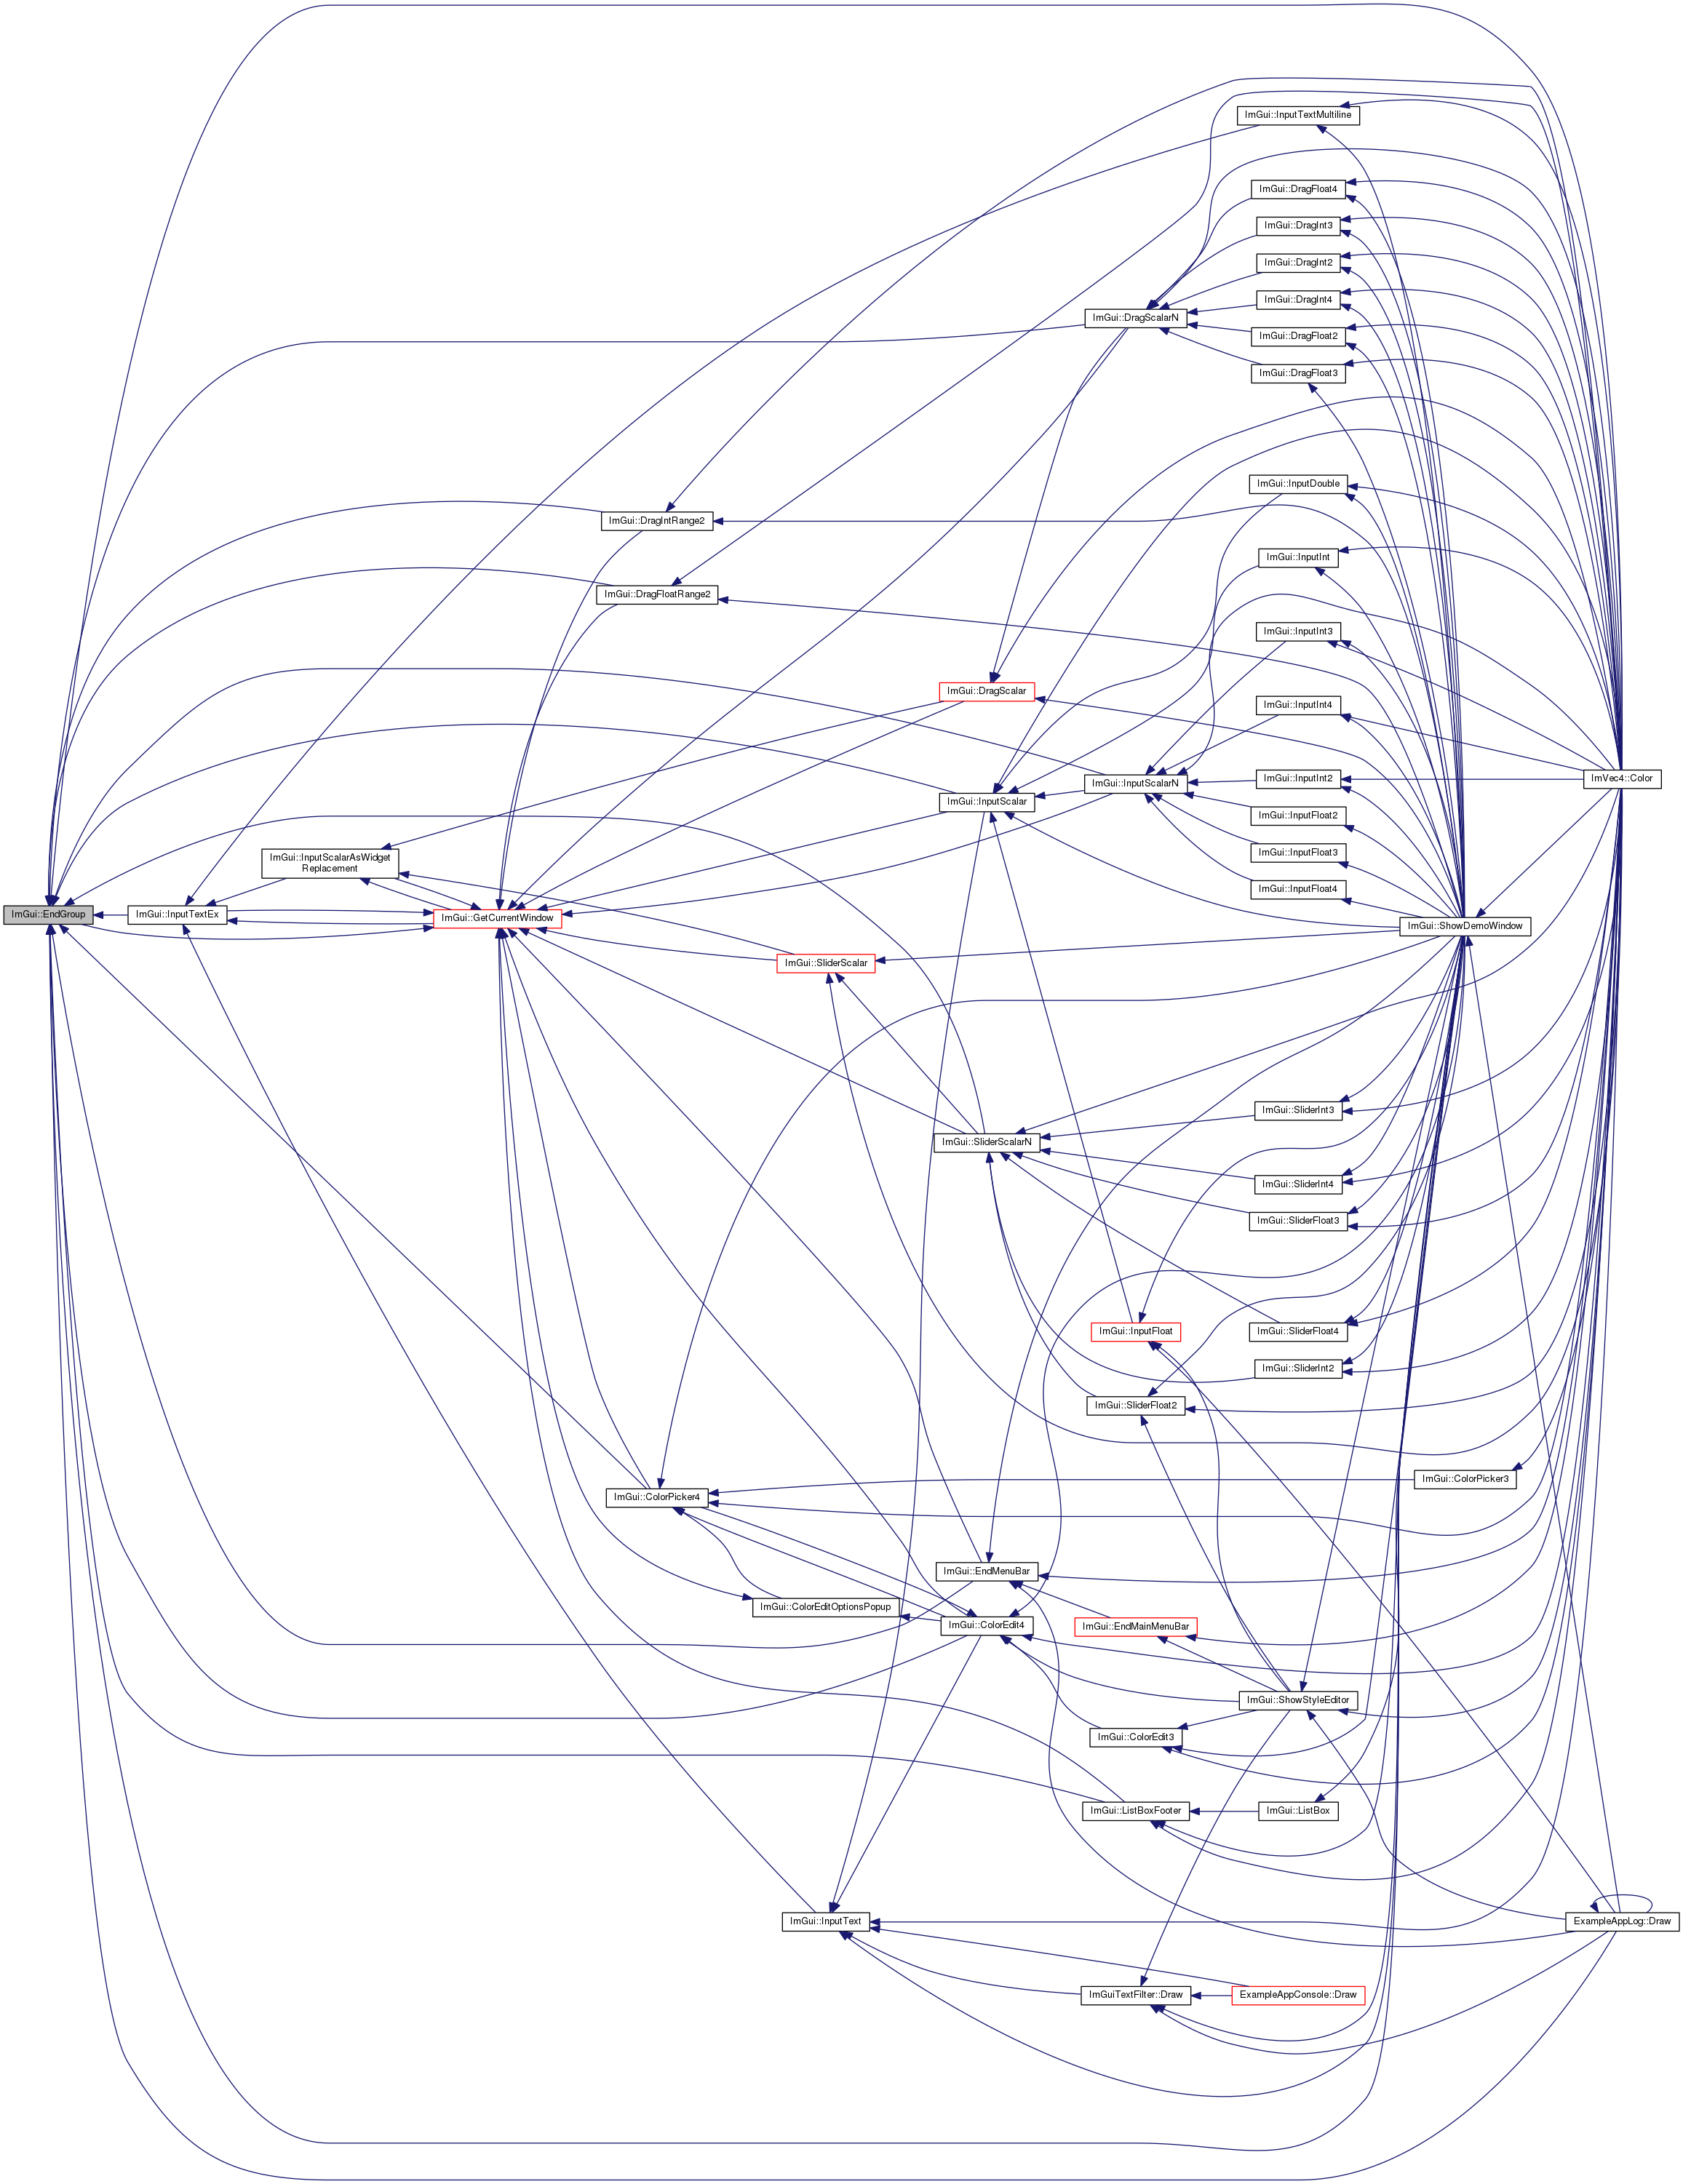 ImGui::InputTextMultiline
ImGui::DragFloat4
ImGui::DragInt3
ImGui::DragInt2
ImGui::DragInt4
ImGui::DragScalarN
ImGui::DragFloat2
ImGui::DragFloat3
ImGui::InputDouble
ImGui::DragIntRange2
ImGui::InputInt
ImGui::DragFloatRange2
ImGui::InputInt3
ImGui::DragScalar
ImGui::InputInt4
ImGui::InputScalarN
ImGui::InputInt2
ImVec4::Color
ImGui::InputScalar
ImGui::InputFloat2
ImGui::InputFloat3
ImGui::InputScalarAsWidget
Replacement
ImGui::InputFloat4
ImGui::EndGroup
ImGui::InputTextEx
ImGui::GetCurrentWindow
ImGui::ShowDemoWindow
ImGui::SliderScalar
ImGui::SliderInt3
ImGui::SliderScalarN
ImGui::SliderInt4
ImGui::SliderFloat3
ImGui::InputFloat
ImGui::SliderFloat4
ImGui::SliderInt2
ImGui::SliderFloat2
ImGui::ColorPicker3
ImGui::ColorPicker4
ImGui::EndMenuBar
ImGui::ColorEditOptionsPopup
ImGui::ColorEdit4
ImGui::EndMainMenuBar
ImGui::ShowStyleEditor
ImGui::ColorEdit3
ImGui::ListBoxFooter
ImGui::ListBox
ImGui::InputText
ExampleAppLog::Draw
ImGuiTextFilter::Draw
ExampleAppConsole::Draw